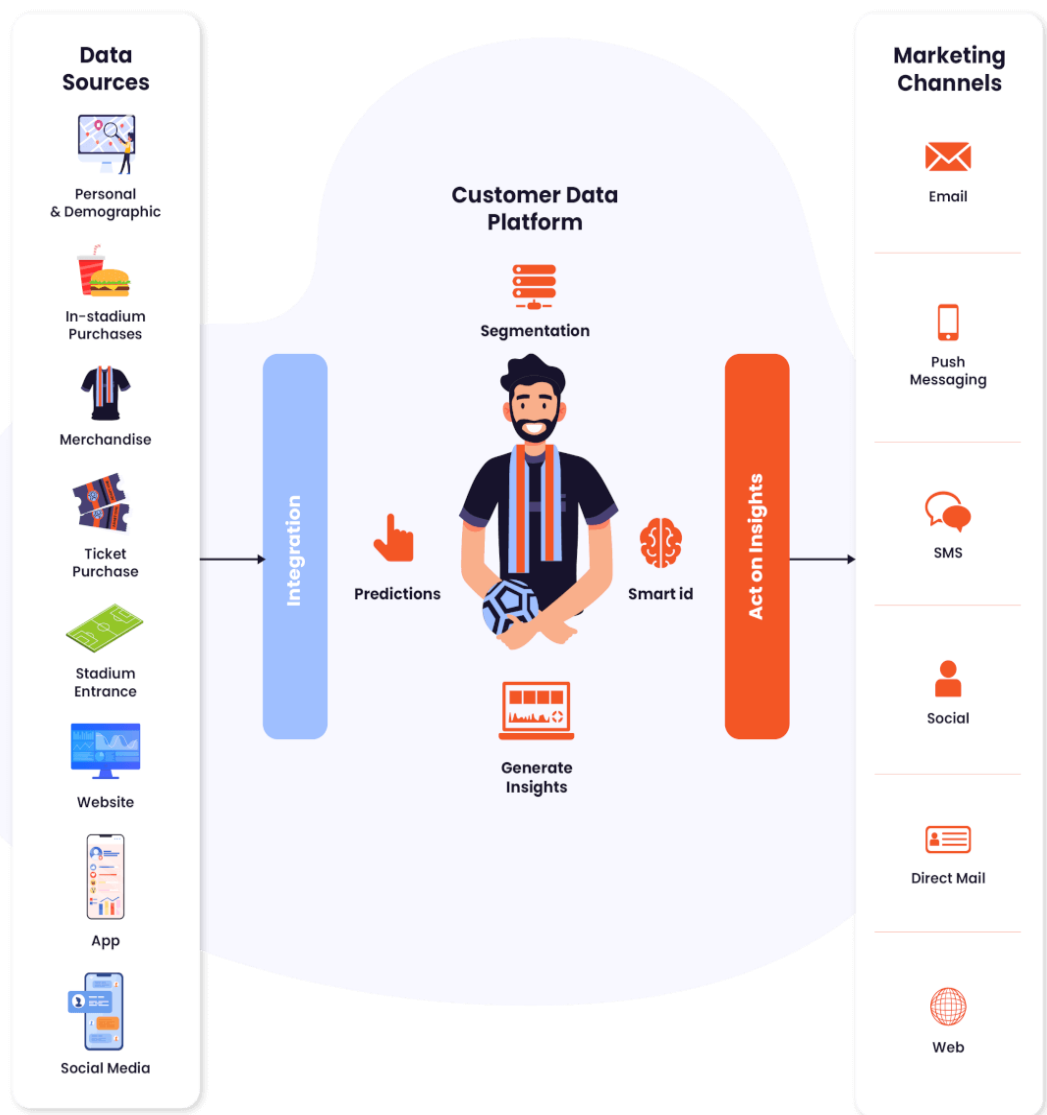 Data
Sources
Personal
& Demographic
In-stadium
Purchases
Merchandise
Ticket
Purchase
Stadium
Entrance
Website
App
Social Media
Integration
Customer Data
Platform
Segmentation
Predictions
Smart id
Generate
Insights
Act on Insights
Marketing
Channels
Email
Push
Messaging
SMS
Social
Direct Mail
Web